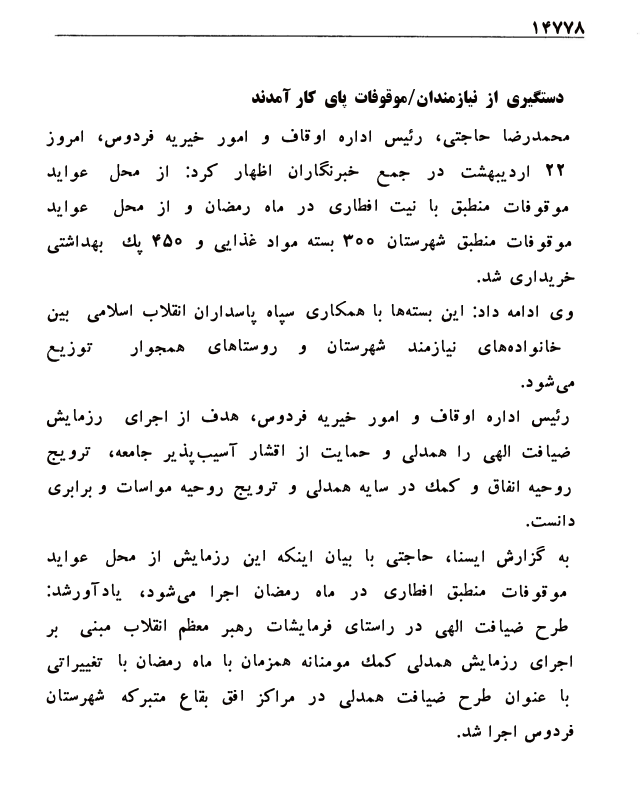 ۱۴۷۷۸
دستگیری از نیازمندان/موقوفات پای کار آمدند
محمدرضا حاجتی، رئیس اداره اوقاف و امور خیریه فردوس، امروز
۲۲ اردیبهشت در جمع خبرنگاران اظهار کرد: از محل عواید
موقوفات منطبق با نیت افطاری در ماه رمضان و از محل عواید
موقوفات منطبق شهرستان ۳۰۰ بسته مواد غذایی و ۴۵۰ پك بهداشتی
خریداری شد.
وی ادامه داد: این بسته‌ها با همکاری سپاه پاسداران انقلاب اسلامی بین
خانواده‌های نیازمند شهرستان و روستاهای همجوار توزیع
می‌شود.
رئیس اداره اوقاف و امور خیریه فردوس، هدف از اجرای رزمایش
ضیافت الهی را همدلی و حمایت از اقشار آسیب‌پذیر جامعه، ترویج
روحیه انفاق و کمك در سایه همدلی و ترویج روحیه مواسات و برابری
دانست.
به گزارش ایسنا، حاجتی با بیان اینکه این رزمایش از محل عواید
موقوفات منطبق افطاری در ماه رمضان اجرا می‌شود، یادآورشد:
طرح ضیافت الهی در راستای فرمایشات رهبر معظم انقلاب مبنی بر
اجرای رزمایش همدلی کمك مومنانه همزمان با ماه رمضان با تغییراتی
با عنوان طرح ضیافت همدلی در مراکز افق بقاع متبرکه شهرستان
فردوس اجرا شد.